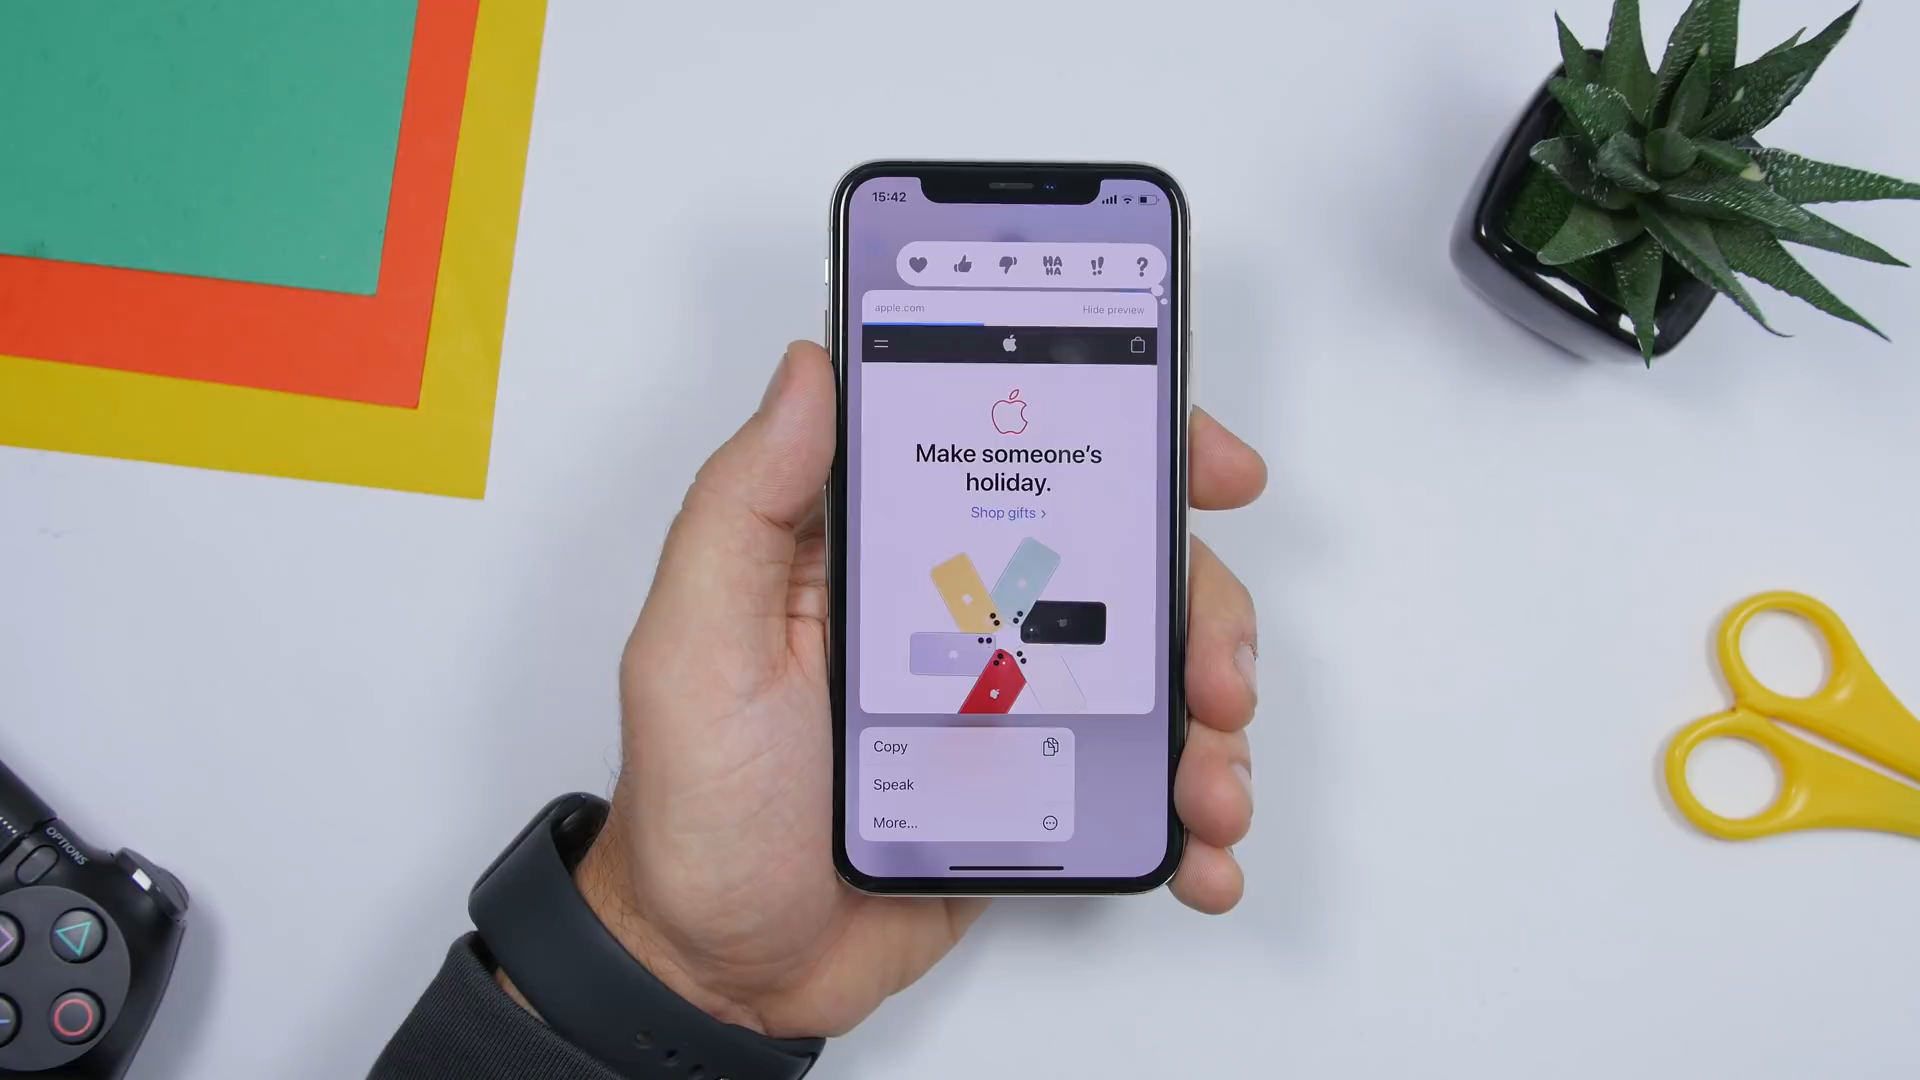 15:42
HA
HA
!!
?
apple.com
Hide preview
Make someone's
holiday.
Shop gifts >
Copy
Speak
More...
OPTIONS